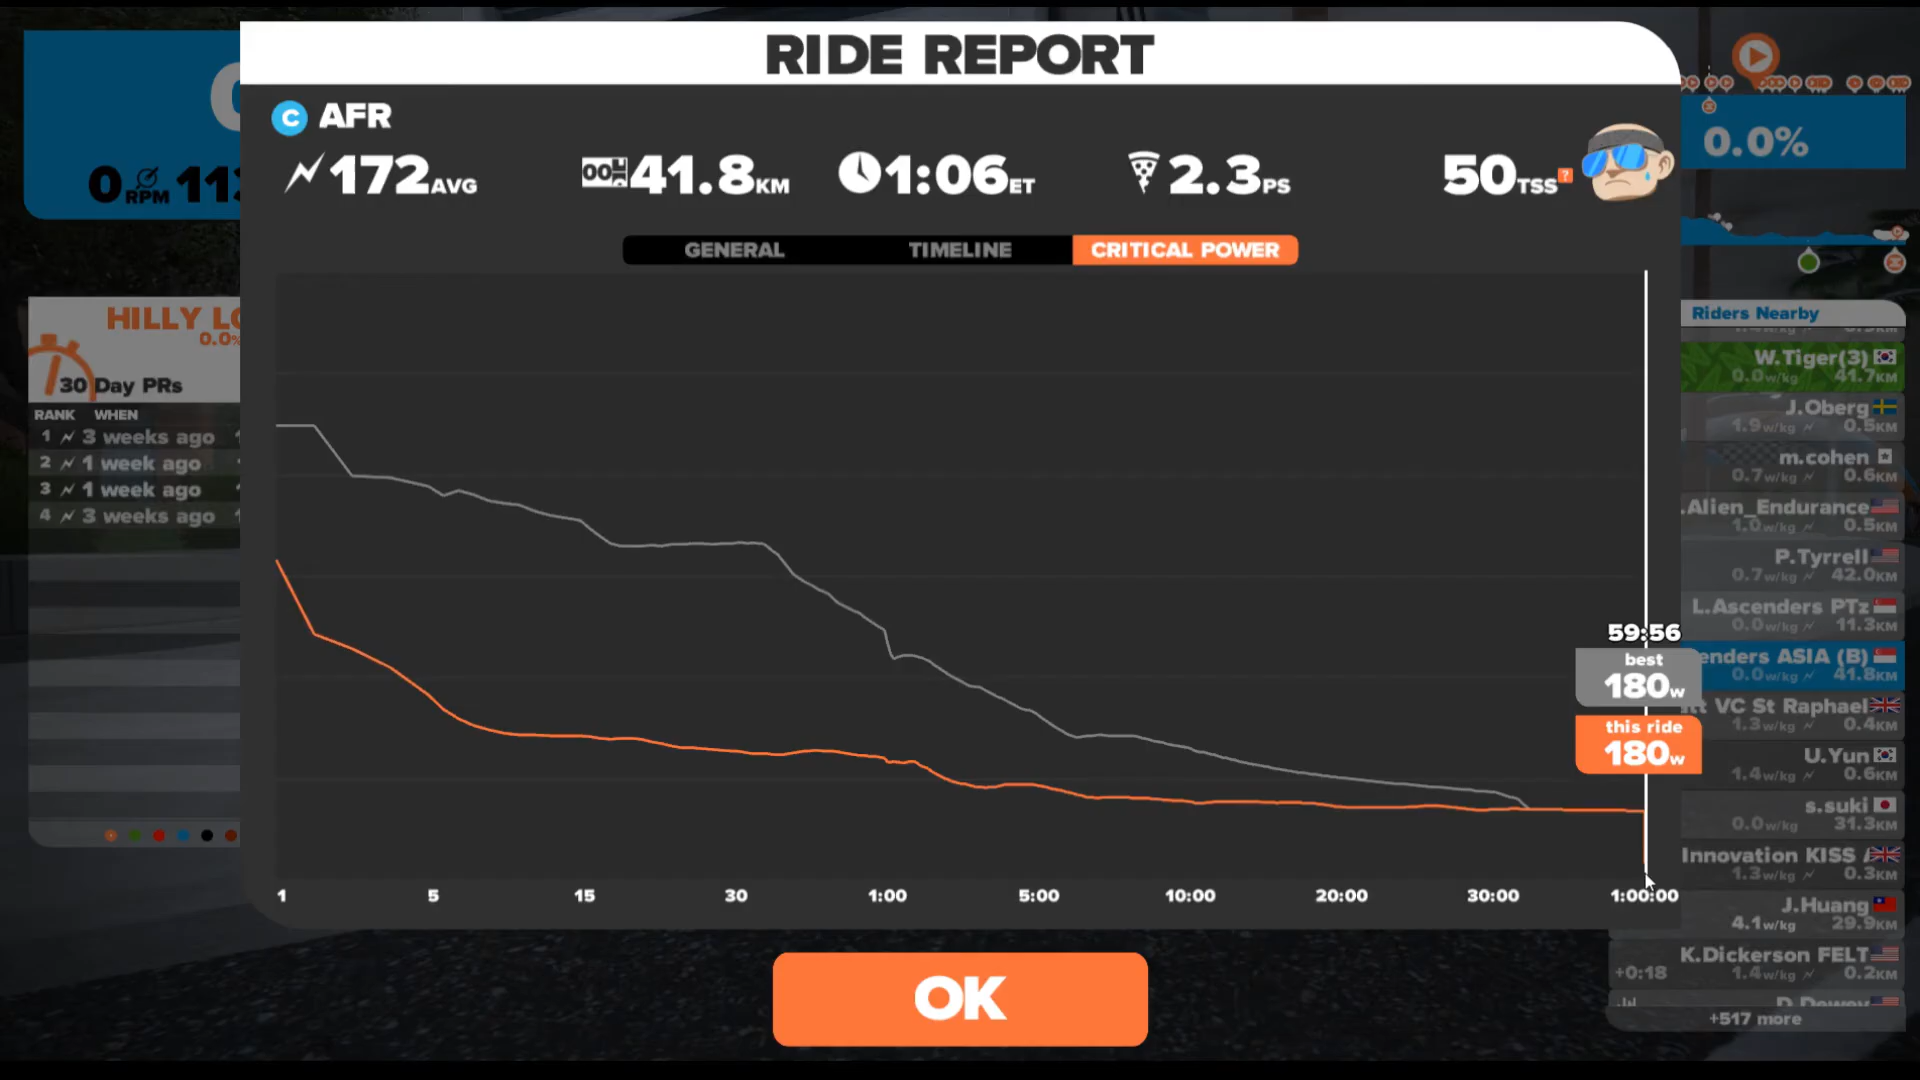 RIDE REPORT
C AFR
172AVG
41.8KM
1:06ET
2.3PS
50TSS?
GENERAL
TIMELINE
CRITICAL POWER
59:56
best
180w
this ride
180w
1 5 15 30 1:00 5:00 10:00 20:00 30:00 1:00:00
OK
0RPM
HILLY
0.0%
30 Day PRs
RANK WHEN
1 3 weeks ago
2 1 week ago
3 1 week ago
4 3 weeks ago
0.0%
Riders Nearby
W.Tiger(3)
0.0w/kg 41.7KM
J.Oberg
1.9w/kg 0.5KM
m.cohen
0.7w/kg 0.6KM
.Alien_Endurance
1.0w/kg 0.5KM
P.Tyrrell
0.7w/kg 42.0KM
L.Ascenders PTz
0.0w/kg 11.3KM
enders ASIA (B)
0.0w/kg 41.8KM
VC St Raphael
1.3w/kg 0.4KM
U.Yun
1.4w/kg 0.6KM
s.suki
0.0w/kg 31.3KM
Innovation KISS
1.3w/kg 0.3KM
J.Huang
4.1w/kg 29.9KM
K.Dickerson FELT
+0:18 1.4w/kg 0.2KM
+517 more